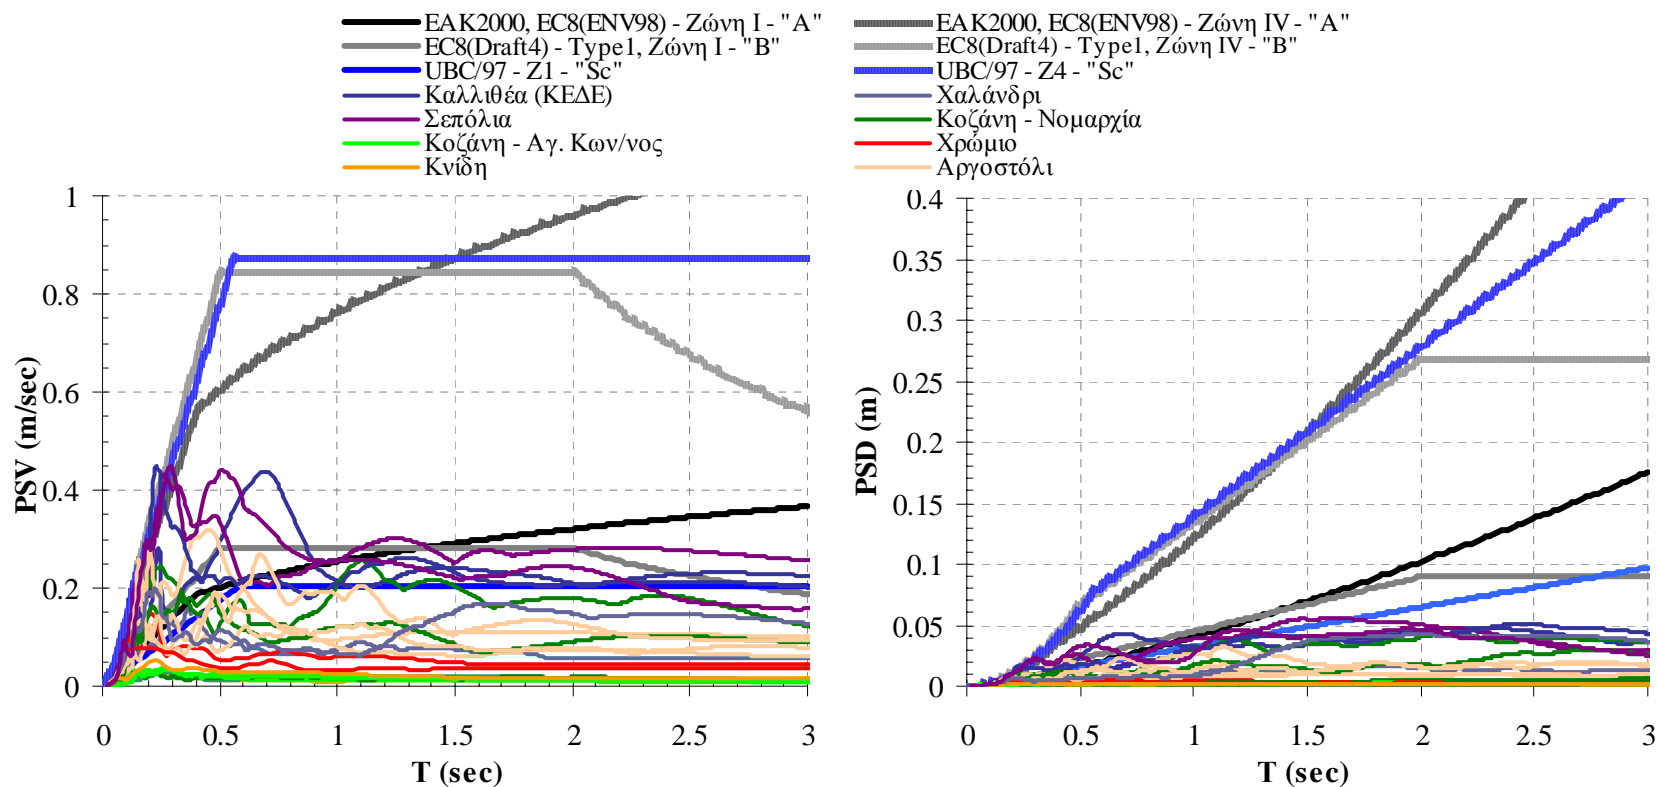 ΕΑΚ2000, EC8(ENV98) - Ζώνη Ι - "Α"
EC8(Draft4) - Type1, Ζώνη Ι - "Β"
UBC/97 - Z1 - "Sc"
Καλλιθέα (ΚΕΔΕ)
Σεπόλια
Κοζάνη - Αγ. Κων/νος
Κνίδη
ΕΑΚ2000, EC8(ENV98) - Ζώνη IV - "Α"
EC8(Draft4) - Type1, Ζώνη IV - "Β"
UBC/97 - Z4 - "Sc"
Χαλάνδρι
Κοζάνη - Νομαρχία
Χρώμιο
Αργοστόλι
PSV (m/sec)
1
0.8
0.6
0.4
0.2
0
0 0.5 1 1.5 2 2.5 3
T (sec)
PSD (m)
0.4
0.35
0.3
0.25
0.2
0.15
0.1
0.05
0
0 0.5 1 1.5 2 2.5 3
T (sec)